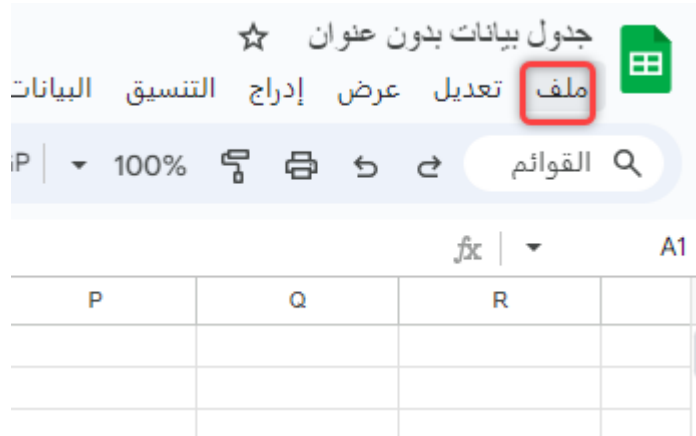 جدول بيانات بدون عنوان
ملف تعديل عرض إدراج التنسيق البيانات
القوائم 100%
A1 fx
P Q R